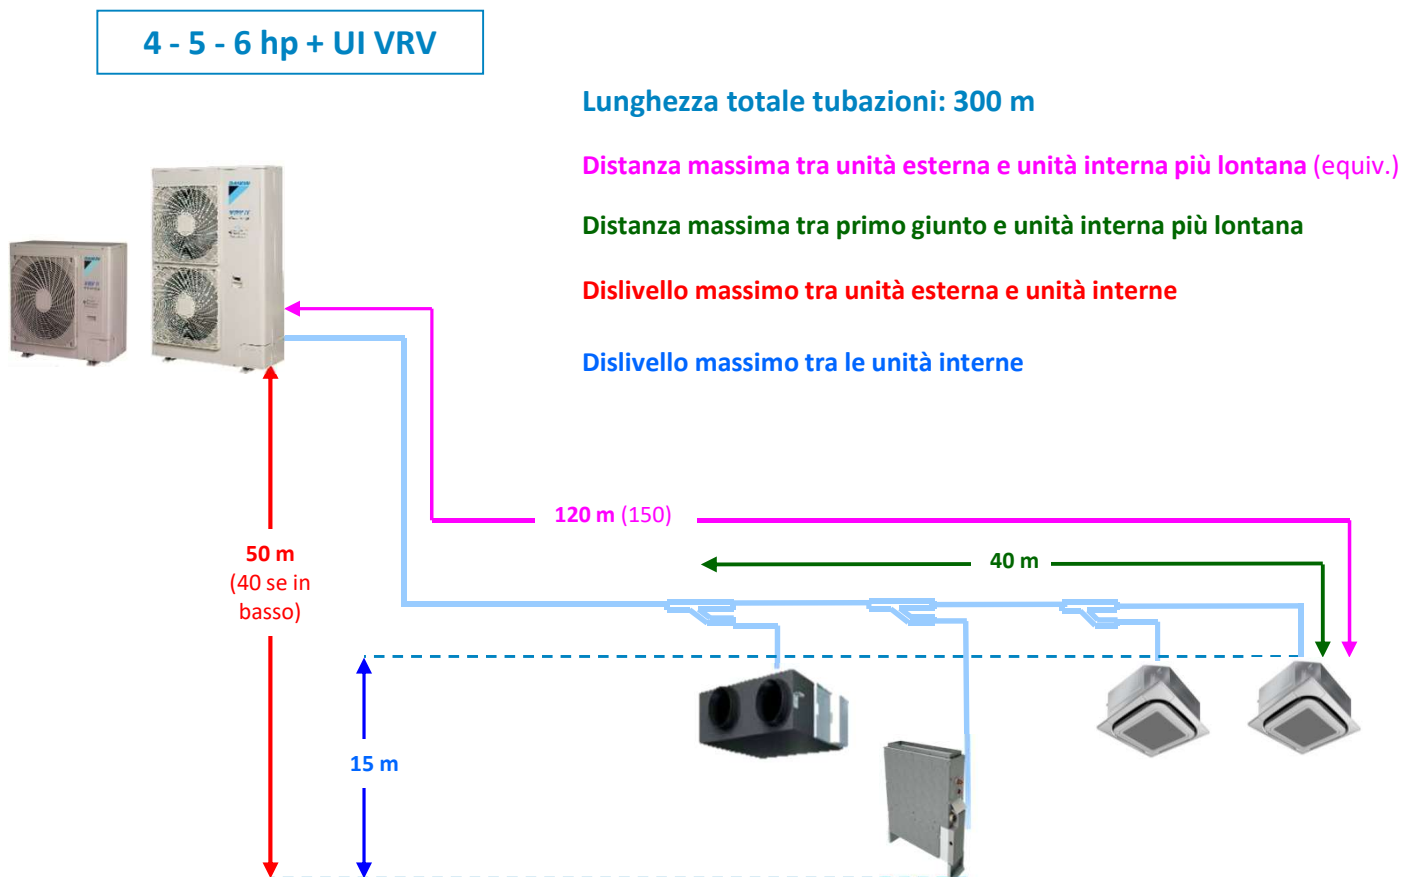 4 - 5 - 6 hp + UI VRV
Lunghezza totale tubazioni: 300 m
Distanza massima tra unità esterna e unità interna più lontana (equiv.)
Distanza massima tra primo giunto e unità interna più lontana
Dislivello massimo tra unità esterna e unità interne
Dislivello massimo tra le unità interne
120 m (150)
50 m
(40 se in
basso)
40 m
15 m
DAIKIN